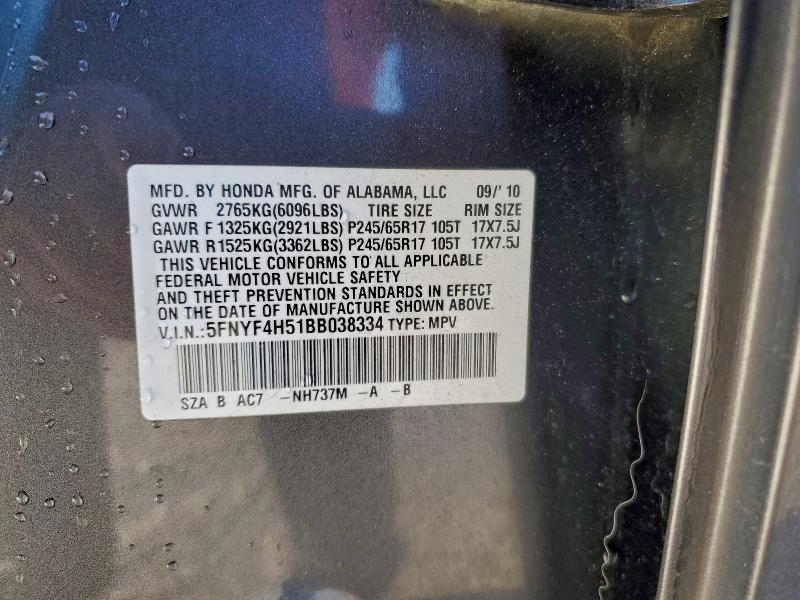 MFD. BY HONDA MFG. OF ALABAMA, LLC 09/'10
GVWR 2765KG(6096LBS) TIRE SIZE RIM SIZE
GAWR F 1325KG(2921LBS) P245/65R17 105T 17X7.5J
GAWR R1525KG(3362LBS) P245/65R17 105T 17X7.5J
THIS VEHICLE CONFORMS TO ALL APPLICABLE
FEDERAL MOTOR VEHICLE SAFETY
AND THEFT PREVENTION STANDARDS IN EFFECT
ON THE DATE OF MANUFACTURE SHOWN ABOVE.
V.I.N.:5FNYF4H51BB038334 TYPE: MPV
SZA B AC7 -NH737M -A -B